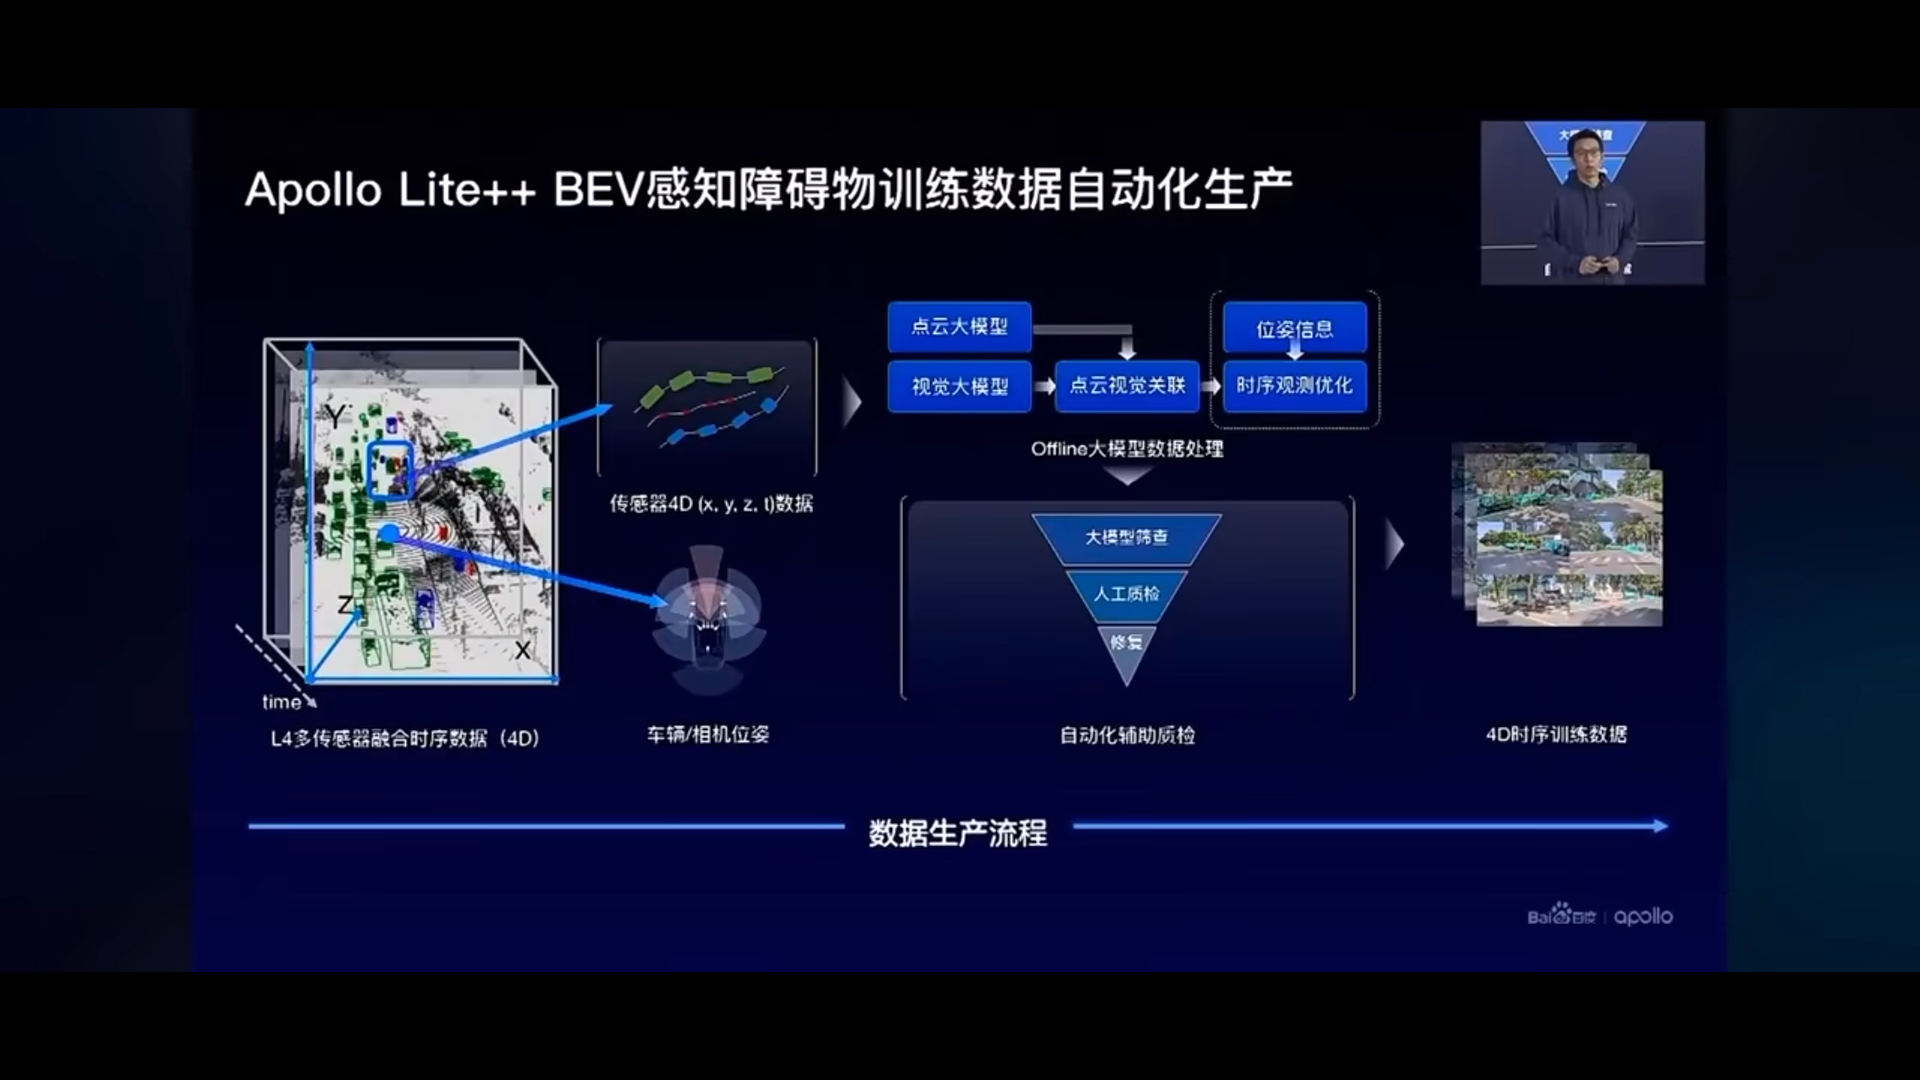 Apollo Lite++ BEV感知障碍物训练数据自动化生产
Y
Z
X
time
L4多传感器融合时序数据（4D）
传感器4D (x, y, z, t)数据
车辆/相机位姿
点云大模型
视觉大模型
点云视觉关联
位姿信息
时序观测优化
Offline大模型数据处理
大模型筛查
人工质检
修复
自动化辅助质检
4D时序训练数据
数据生产流程
Bai百度 | apollo